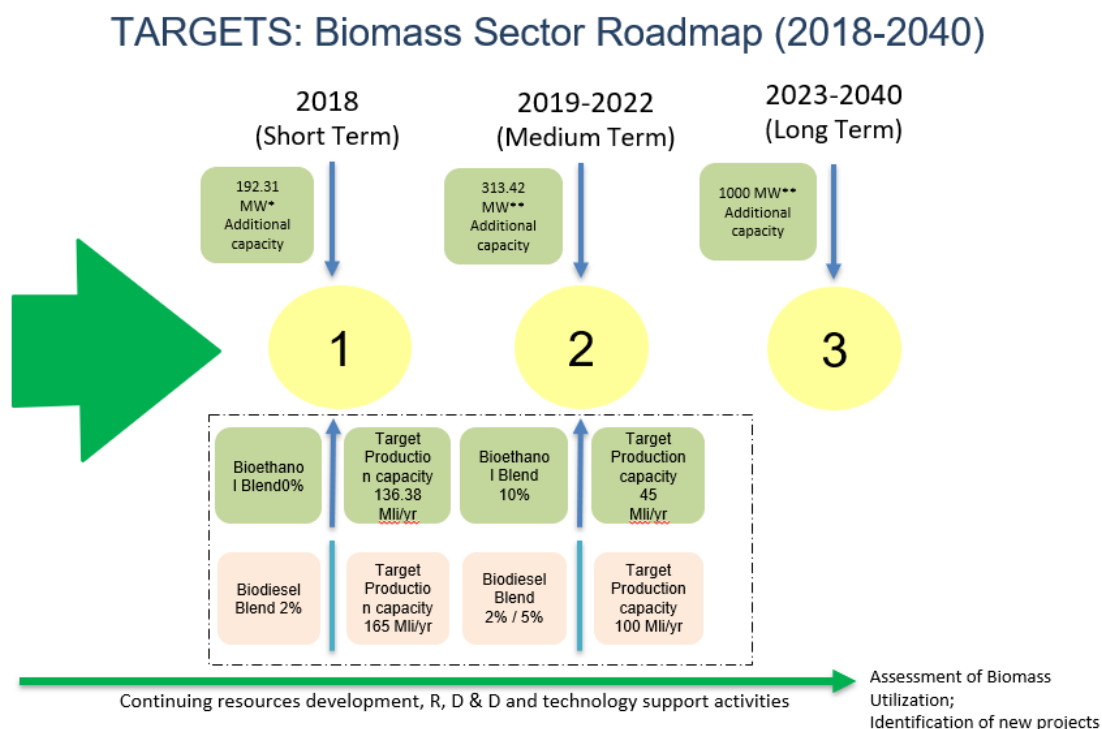 TARGETS: Biomass Sector Roadmap (2018-2040)
2018
(Short Term)
2019-2022
(Medium Term)
2023-2040
(Long Term)
192.31
MW*
Additional
capacity
313.42
MW**
Additional
capacity
1000 MW**
Additional
capacity
1
2
3
Bioethano
l Blend0%
Target
Productio
n capacity
136.38
Mli/yr
Bioethano
l Blend
10%
Target
Production
capacity
45
Mli/yr
Biodiesel
Blend 2%
Target
Productio
n capacity
165 Mli/yr
Biodiesel
Blend
2% / 5%
Target
Production
capacity
100 Mli/yr
Continuing resources development, R, D & D and technology support activities
Assessment of Biomass
Utilization;
Identification of new projects